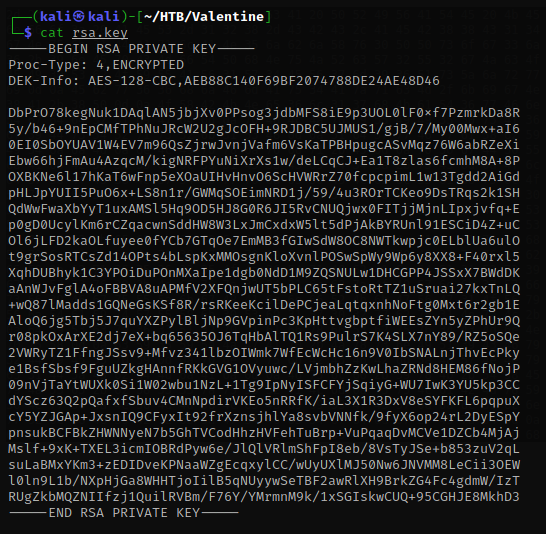 ┌──(kali㉿kali)-[~/HTB/Valentine]
└─$ cat rsa.key
-----BEGIN RSA PRIVATE KEY-----
Proc-Type: 4,ENCRYPTED
DEK-Info: AES-128-CBC,AEB88C140F69BF2074788DE24AE48D46

DbPrO78kegNuk1DAqlAN5jbjXv0PPsog3jdbMFS8iE9p3UOL0lF0xf7PzmrkDa8R
5y/b46+9nEpCMfTPhNuJRcW2U2gJcOFH+9RJDBC5UJMUS1/gjB/7/My00Mwx+aI6
0EI0SbOYUAV1W4EV7m96QsZjrwJvnjVafm6VsKaTPBHpugcASvMqz76W6abRZeXi
Ebw66hjFmAu4AzqcM/kigNRFPYuNiXrXs1w/deLCqCJ+Ea1T8zlas6fcmhM8A+8P
OXBKNe6l17hKaT6wFnp5eXOaUIHvHnvO6ScHVWRrZ70fcpcpimL1w13Tgdd2AiGd
pHLJpYUII5PuO6x+LS8n1r/GWMqSOEimNRD1j/59/4u3ROrTCKeo9DsTRqs2k1SH
QdWwFwaXbYyT1uxAMSl5Hq9OD5HJ8G0R6JI5RvCNUQjwx0FITjjMjnLIpxjvfq+E
p0gD0UcylKm6rCZqacwnSddHW8W3LxJmCxdxW5lt5dPjAkBYRUnl91ESCiD4Z+uC
Ol6jLFD2kaOLfuyee0fYCb7GTqOe7EmMB3fGIwSdW8OC8NWTkwpjc0ELblUa6ulO
t9grSosRTCsZd14OPts4bLspKxMMOsgnKloXvnlPOSwSpWy9Wp6y8XX8+F40rxl5
XqhDUBhyk1C3YPOiDuPOnMXaIpe1dgb0NdD1M9ZQSNULw1DHCGPP4JSSxX7BWdDK
aAnWJvFglA4oFBBVA8uAPMfV2XFQnjwUT5bPLC65tFstoRtTZ1uSruai27kxTnLQ
+wQ87lMadds1GQNeGsKSf8R/rsRKeeKcilDePCjeaLqtqxnhNoFtg0Mxt6r2gb1E
AloQ6jg5Tbj5J7quYXZPylBljNp9GVpinPc3KpHttvgbptfiWEEsZYn5yZPhUr9Q
r08pkOxArXE2dj7eX+bq65635OJ6TqHbAlTQ1Rs9PulrS7K4SLX7nY89/RZ5oSQe
2VWRyTZ1FfngJSsv9+Mfvz341lbzOIWmk7WfEcWcHc16n9V0IbSNALnjThvEcPky
e1BsfSbsf9FguUZkgHAnnfRKkGVG1OVyuwc/LVjmbhZzKwLhaZRNd8HEM86fNojP
09nVjTaYtWUXk0Si1W02wbu1NzL+1Tg9IpNyISFCFYjSqiyG+WU7IwK3YU5kp3CC
dYScz63Q2pQafxfSbuv4CMnNpdirVKEo5nRRfK/iaL3X1R3DxV8eSYFKFL6pqpuX
cY5YZJGAp+JxsnIQ9CFyxIt92frXznsjhlYa8svbVNNfk/9fyX6op24rL2DyESpY
pnsukBCFBkZHWNNyeN7b5GhTVCodHhzHVFehTuBrp+VuPqaqDvMCVe1DZCb4MjAj
Mslf+9xK+TXEL3icmIOBRdPyw6e/JlQlVRlmShFpI8eb/8VsTyJSe+b853zuV2qL
suLaBMxYKm3+zEDIDveKPNaaWZgEcqxylCC/wUyUXlMJ50Nw6JNVMM8LeCii3OEW
l0ln9L1b/NXpHjGa8WHHTjoIilB5qNUyywSeTBF2awRlXH9BrkZG4Fc4gdmW/IzT
RUgZkbMQZNIIfzj1QuilRVBm/F76Y/YMrmnM9k/1xSGIskwCUQ+95CGHJE8MkhD3
-----END RSA PRIVATE KEY-----